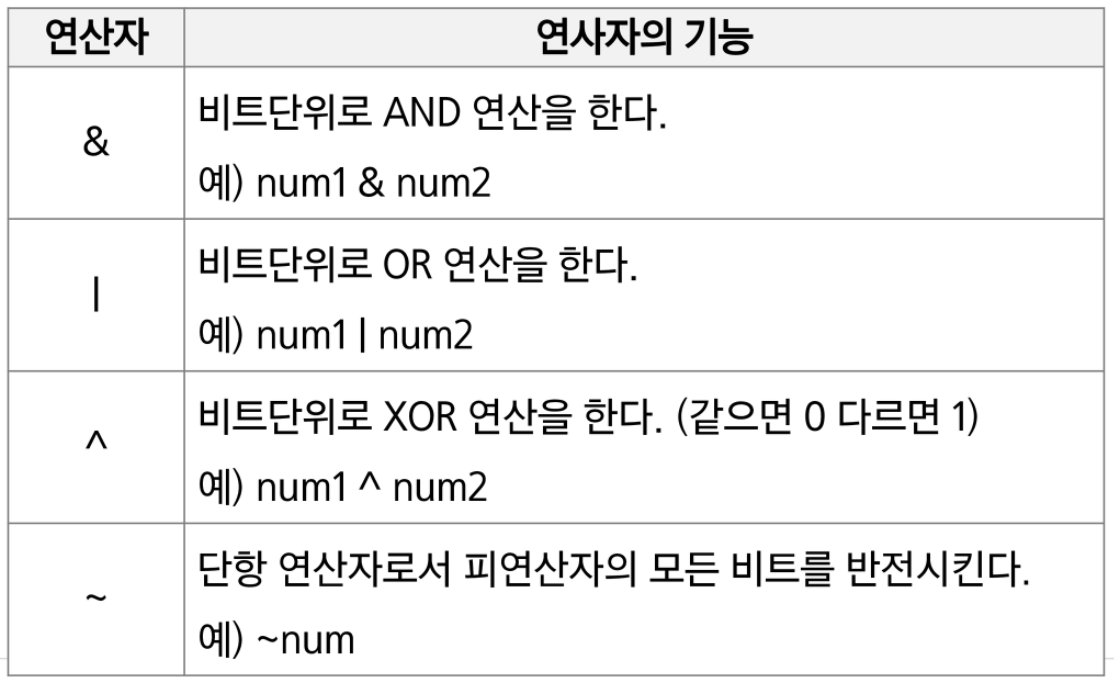 연산자 연사자의 기능
& 비트단위로 AND 연산을 한다.
예) num1 & num2
| 비트단위로 OR 연산을 한다.
예) num1 | num2
^ 비트단위로 XOR 연산을 한다. (같으면 0 다르면 1)
예) num1 ^ num2
~ 단항 연산자로서 피연산자의 모든 비트를 반전시킨다.
예) ~num